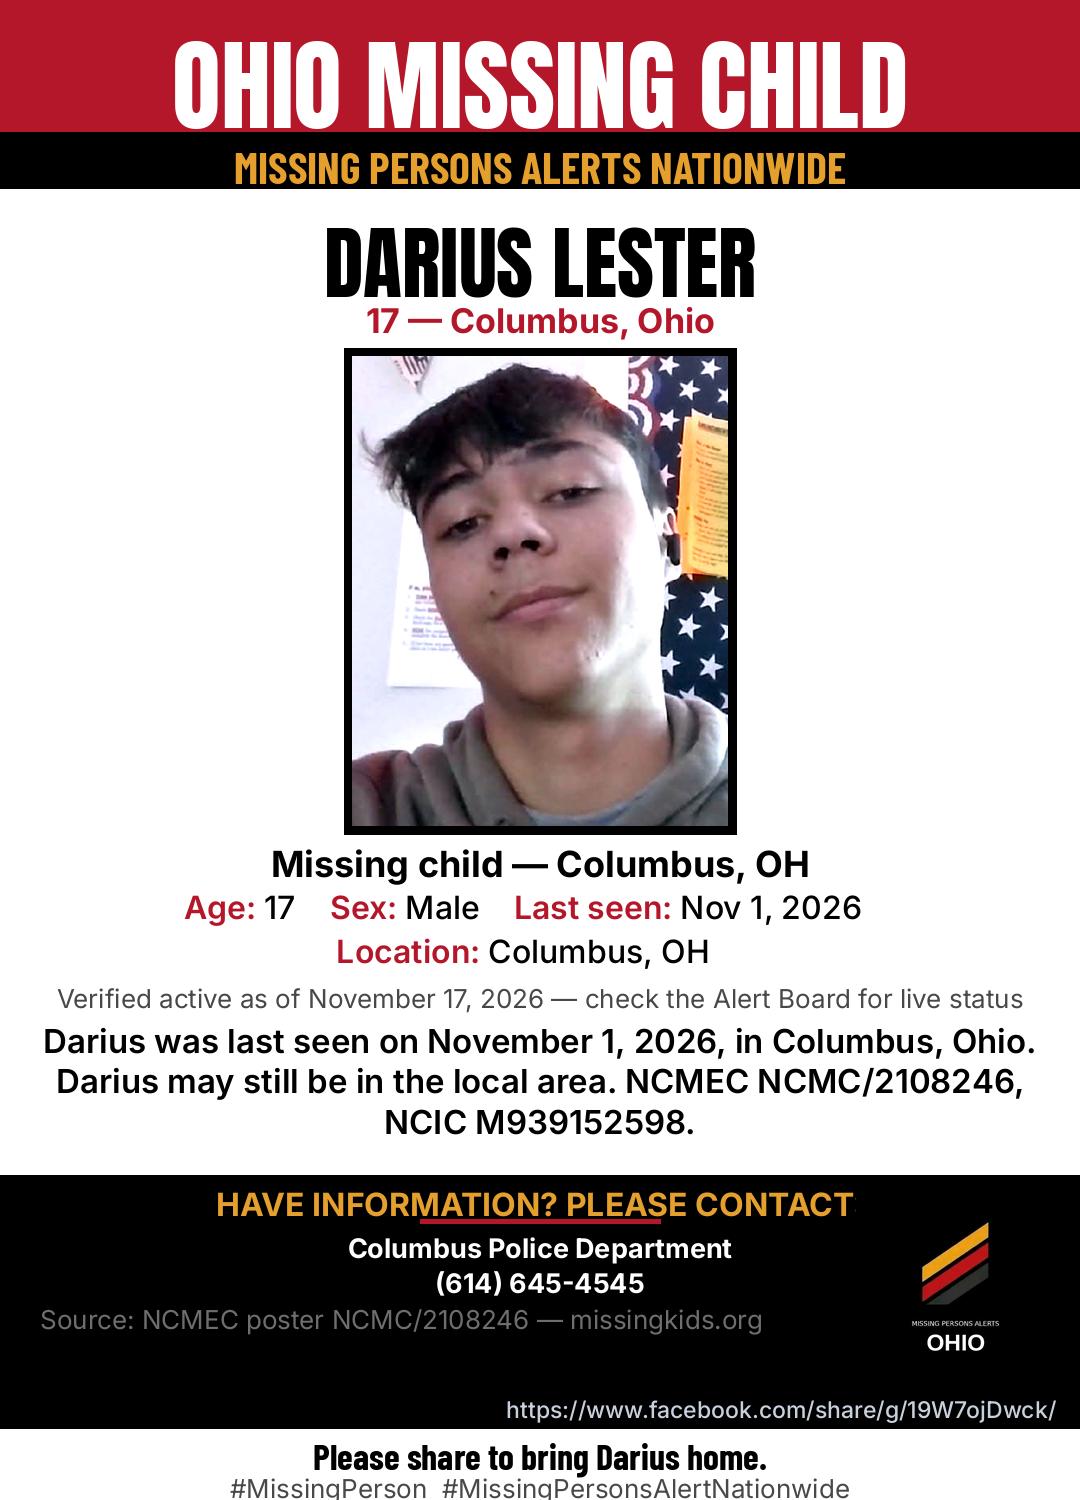 OHIO MISSING CHILD
MISSING PERSONS ALERTS NATIONWIDE
DARIUS LESTER
17 — Columbus, Ohio
Missing child — Columbus, OH
Age: 17 Sex: Male Last seen: Nov 1, 2026
Location: Columbus, OH
Verified active as of November 17, 2026 — check the Alert Board for live status
Darius was last seen on November 1, 2026, in Columbus, Ohio.
Darius may still be in the local area. NCMEC NCMC/2108246,
NCIC M939152598.
HAVE INFORMATION? PLEASE CONTACT:
Columbus Police Department
(614) 645-4545
Source: NCMEC poster NCMC/2108246 — missingkids.org
MISSING PERSONS ALERTS
OHIO
https://www.facebook.com/share/g/19W7ojDwck/
Please share to bring Darius home.
#MissingPerson #MissingPersonsAlertNationwide